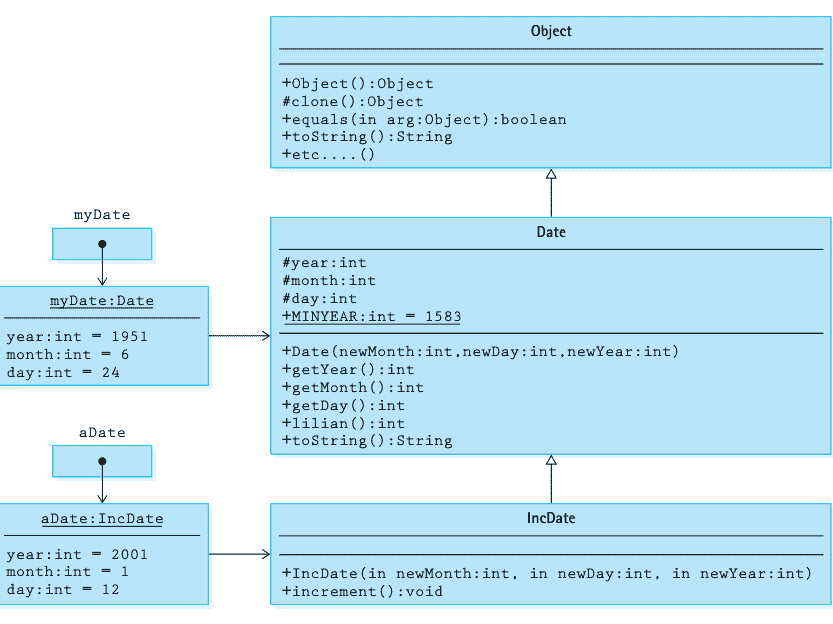 Object
+Object():Object
#clone():Object
+equals(in arg:Object):boolean
+toString():String
+etc....()
myDate
myDate:Date
year:int = 1951
month:int = 6
day:int = 24
Date
#year:int
#month:int
#day:int
+MINYEAR:int = 1583
+Date(newMonth:int,newDay:int,newYear:int)
+getYear():int
+getMonth():int
+getDay():int
+lilian():int
+toString():String
aDate
aDate:IncDate
year:int = 2001
month:int = 1
day:int = 12
IncDate
+IncDate(in newMonth:int, in newDay:int, in newYear:int)
+increment():void